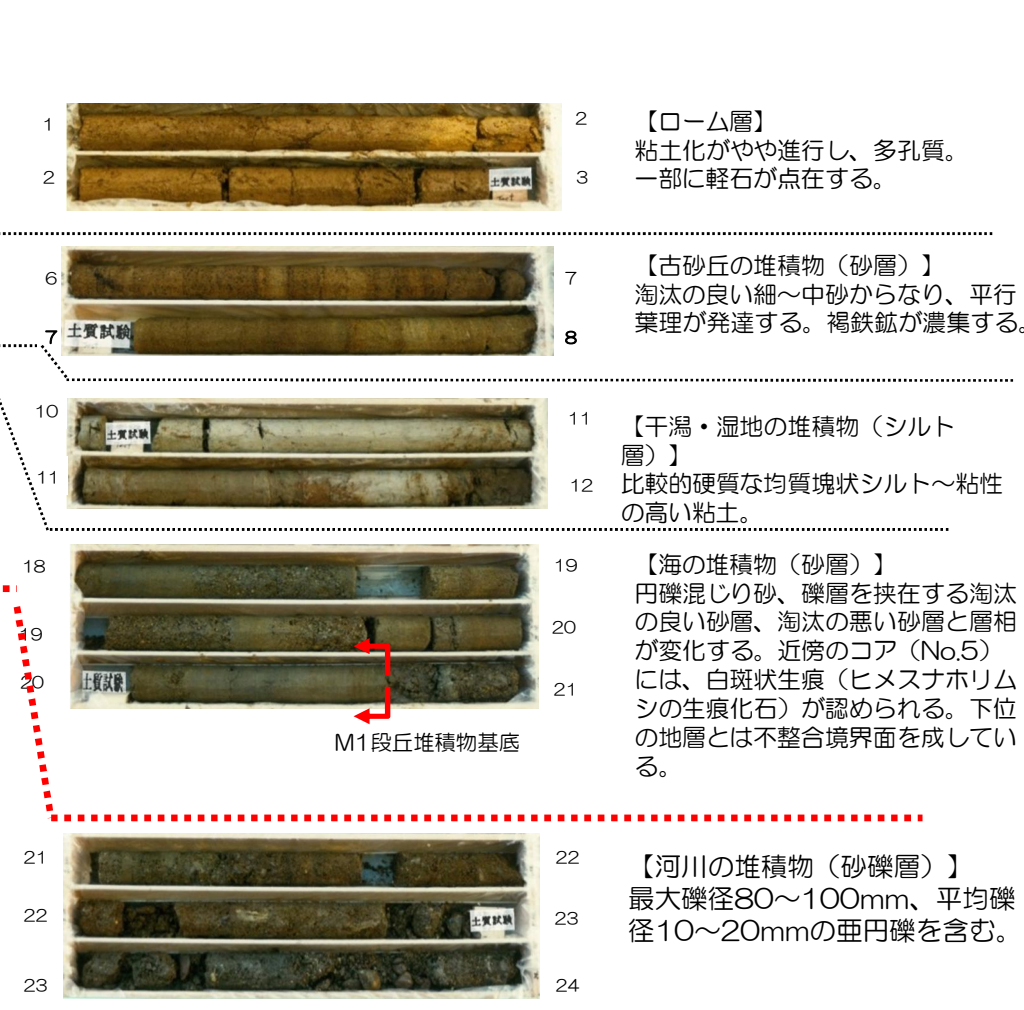 1
2
【ローム層】
粘土化がやや進行し、多孔質。
一部に軽石が点在する。
2
土質試験
3
6
7
【古砂丘の堆積物（砂層）】
淘汰の良い細～中砂からなり、平行
葉理が発達する。褐鉄鉱が濃集する。
7
土質試験
8
10
土質試験
11
【干潟・湿地の堆積物（シルト
層）】
比較的硬質な均質塊状シルト～粘性
の高い粘土。
11
12
18
19
【海の堆積物（砂層）】
円礫混じり砂、礫層を挟在する淘汰
の良い砂層、淘汰の悪い砂層と層相
が変化する。近傍のコア（No.5）
には、白斑状生痕（ヒメスナホリム
シの生痕化石）が認められる。下位
の地層とは不整合境界面を成してい
る。
19
20
20
土質試験
21
M1段丘堆積物基底
21
22
【河川の堆積物（砂礫層）】
最大礫径80～100mm、平均礫
径10～20mmの亜円礫を含む。
22
土質試験
23
23
24